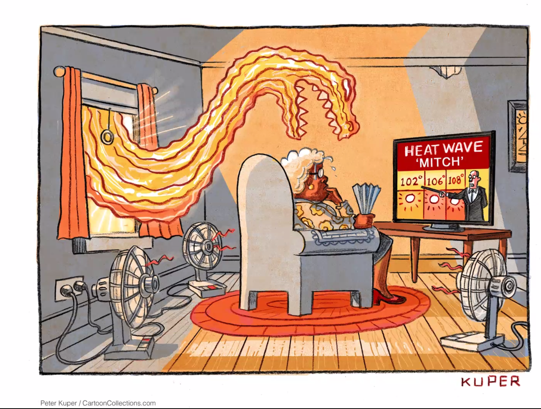 HEAT WAVE
'MITCH'
102° 106° 108°
KUPER
Peter Kuper / CartoonCollections.com